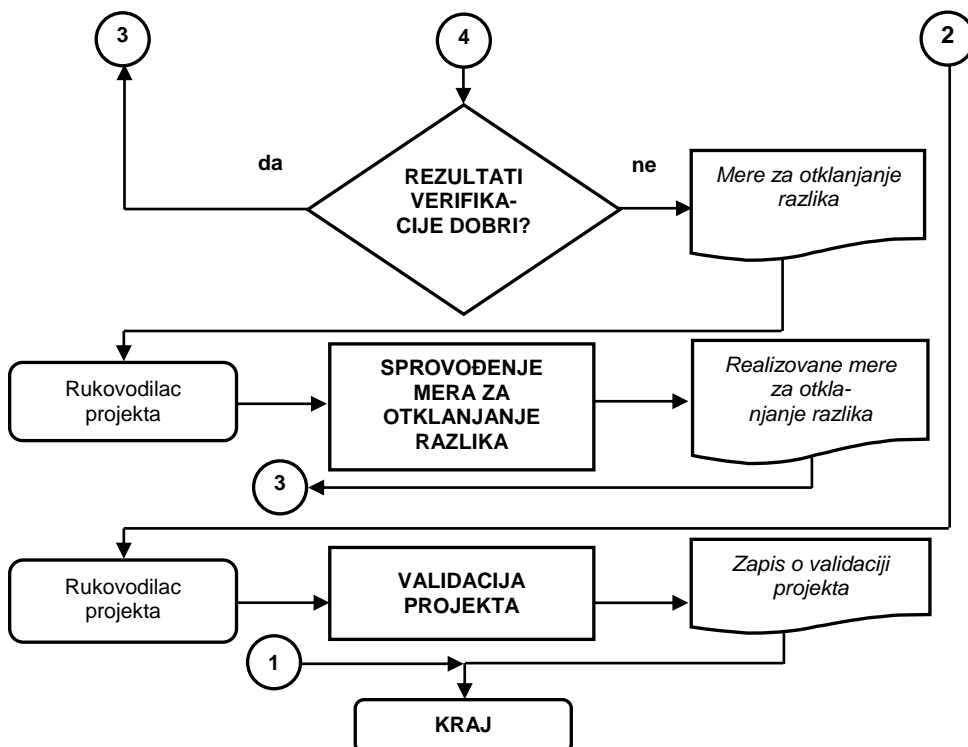 3
4
2
da
ne
REZULTATI
VERIFIKA-
CIJE DOBRI?
Mere za otklanjanje
razlika
Rukovodilac
projekta
SPROVOĐENJE
MERA ZA
OTKLANJANJE
RAZLIKA
Realizovane mere
za otkla-
njanje razlika
3
Rukovodilac
projekta
VALIDACIJA
PROJEKTA
Zapis o validaciji
projekta
1
KRAJ